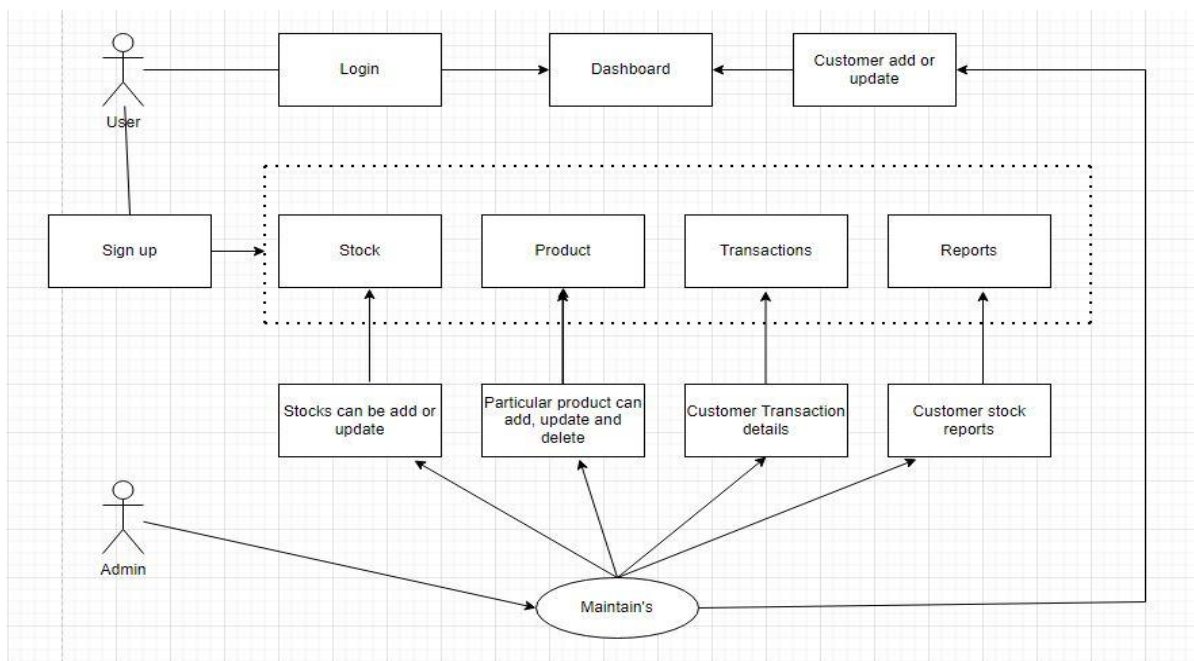 Login
Dashboard
Customer add or
update
User
Sign up
Stock
Product
Transactions
Reports
Stocks can be add or
update
Particular product can
add, update and
delete
Customer Transaction
details
Customer stock
reports
Admin
Maintain's